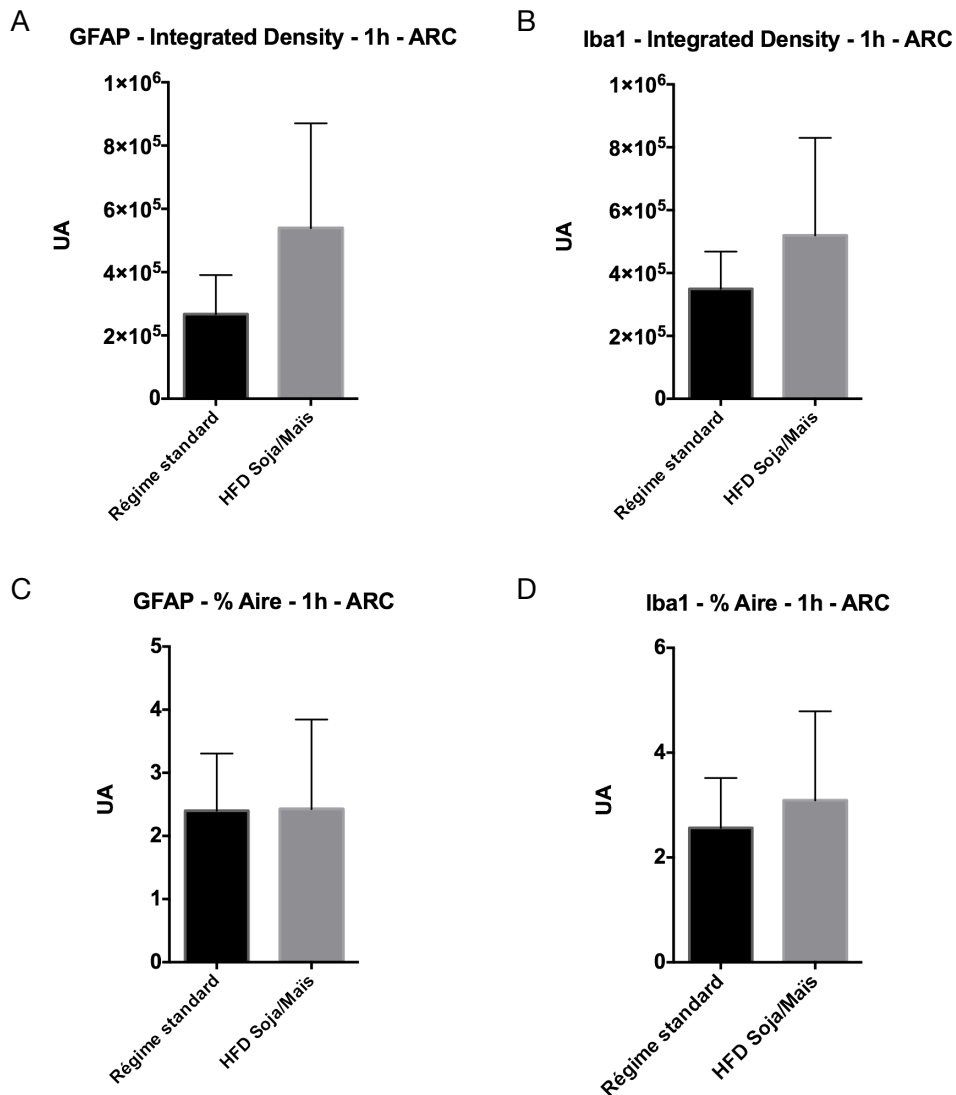 A
GFAP - Integrated Density - 1h - ARC
1×10⁶
8×10⁵
6×10⁵
4×10⁵
2×10⁵
0
UA
Régime standard
HFD Soja/Maïs
B
Iba1 - Integrated Density - 1h - ARC
1×10⁶
8×10⁵
6×10⁵
4×10⁵
2×10⁵
0
UA
Régime standard
HFD Soja/Maïs
C
GFAP - % Aire - 1h - ARC
5
4
3
2
1
0
UA
Régime standard
HFD Soja/Maïs
D
Iba1 - % Aire - 1h - ARC
6
4
2
0
UA
Régime standard
HFD Soja/Maïs